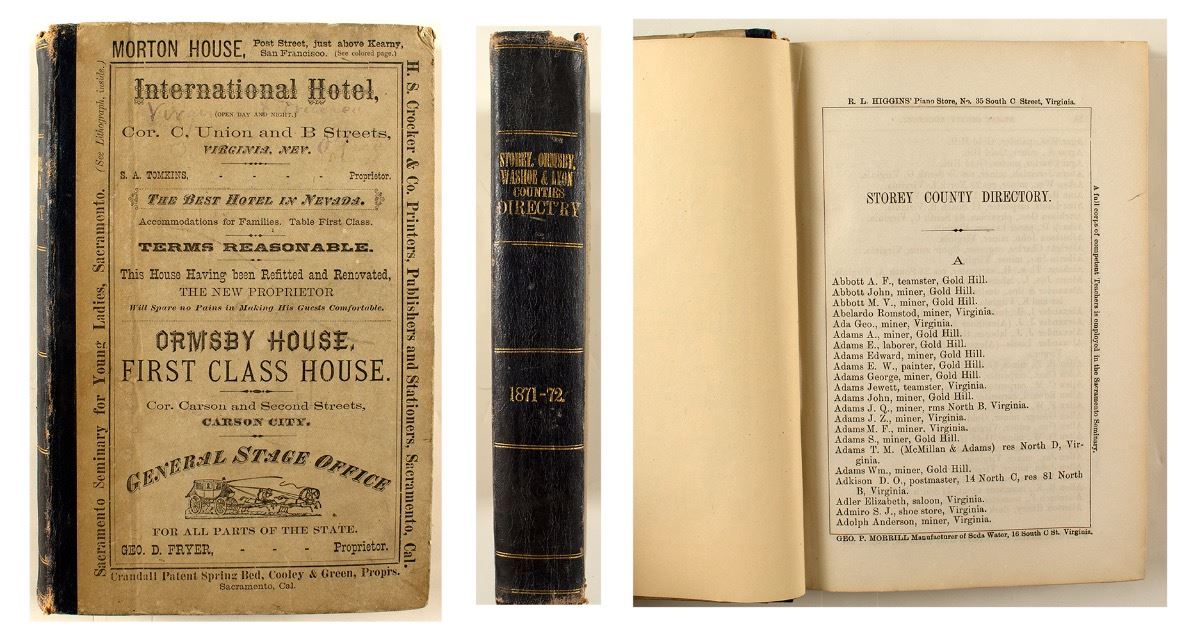 MORTON HOUSE, Post Street, just above Kearny,
San Francisco. (See colored page.)
International Hotel,
(OPEN DAY AND NIGHT.)
Cor. C, Union and B Streets,
VIRGINIA, NEV.
S. A. TOMKINS, - - - - Proprietor.
THE BEST HOTEL IN NEVADA.
Accommodations for Families. Table First Class.
TERMS REASONABLE.
This House Having been Refitted and Renovated,
THE NEW PROPRIETOR
Will Spare no Pains in Making His Guests Comfortable.
ORMSBY HOUSE,
FIRST CLASS HOUSE.
Cor. Carson and Second Streets,
CARSON CITY.
GENERAL STAGE OFFICE
FOR ALL PARTS OF THE STATE.
GEO. D. FRYER, - - - Proprietor.
Crandall Patent Spring Bed, Cooley & Green, Proprs.
Sacramento, Cal.
Sacramento Seminary for Young Ladies, Sacramento. (See Lithograph, inside.)
H. S. Crocker & Co. Printers, Publishers and Stationers, Sacramento, Cal.
STOREY, ORMSBY,
WASHOE & LYON
COUNTIES
DIRECT'RY
1871-72
R. L. HIGGINS' Piano Store, No. 35 South C Street, Virginia.
STOREY COUNTY DIRECTORY.
A
Abbott A. F., teamster, Gold Hill.
Abbott John, miner, Gold Hill.
Abbott M. V., miner, Gold Hill.
Abelardo Romstod, miner, Virginia.
Ada Geo., miner, Virginia.
Adams A., miner, Gold Hill.
Adams E., laborer, Gold Hill.
Adams Edward, miner, Gold Hill.
Adams E. W., painter, Gold Hill.
Adams George, miner, Gold Hill.
Adams Jewett, teamster, Virginia.
Adams John, miner, Gold Hill.
Adams J. Q., miner, rms North B, Virginia.
Adams J. Z., miner, Virginia.
Adams M. F., miner, Virginia.
Adams S., miner, Gold Hill.
Adams T. M. (McMillan & Adams) res North D, Vir-
ginia.
Adams Wm., miner, Gold Hill.
Adkison D. O., postmaster, 14 North C, res 81 North
B, Virginia.
Adler Elizabeth, saloon, Virginia.
Admiro S. J., shoe store, Virginia.
Adolph Anderson, miner, Virginia.
GEO. P. MORRILL Manufacturer of Soda Water, 16 South C St. Virginia.
A full corps of competent Teachers is employed in the Sacramento Seminary.